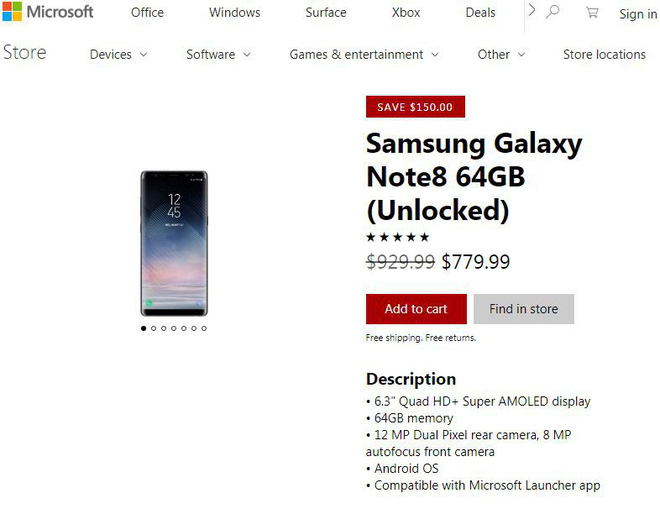 Microsoft Office Windows Surface Xbox Deals Sign in
Store Devices Software Games & entertainment Other Store locations
SAVE $150.00
Samsung Galaxy
Note8 64GB
(Unlocked)
$929.99 $779.99
12
45
Add to cart Find in store
Free shipping. Free returns.
Description
• 6.3" Quad HD+ Super AMOLED display
• 64GB memory
• 12 MP Dual Pixel rear camera, 8 MP
autofocus front camera
• Android OS
• Compatible with Microsoft Launcher app